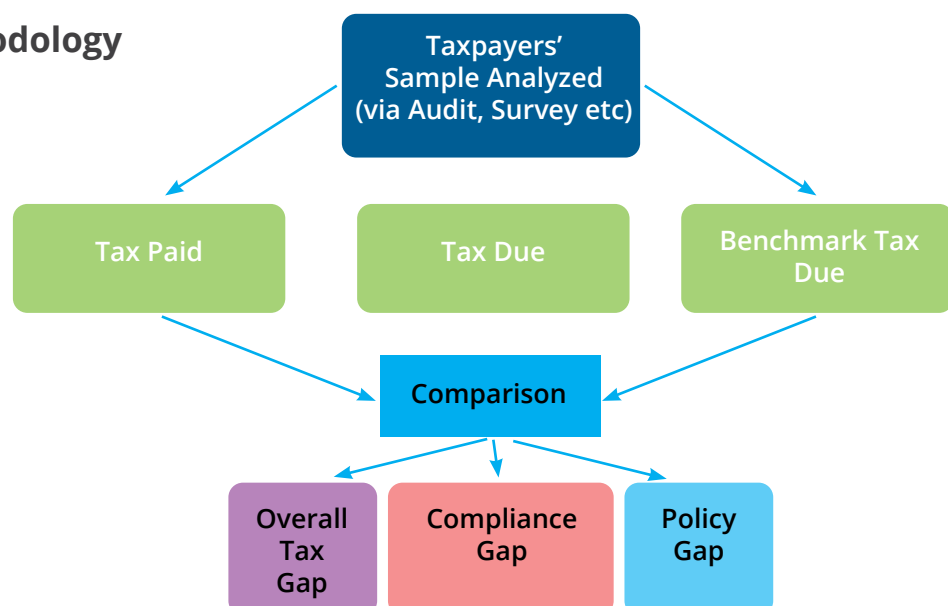 odology
Taxpayers’
Sample Analyzed
(via Audit, Survey etc)
Tax Paid
Tax Due
Benchmark Tax
Due
Comparison
Overall
Tax
Gap
Compliance
Gap
Policy
Gap